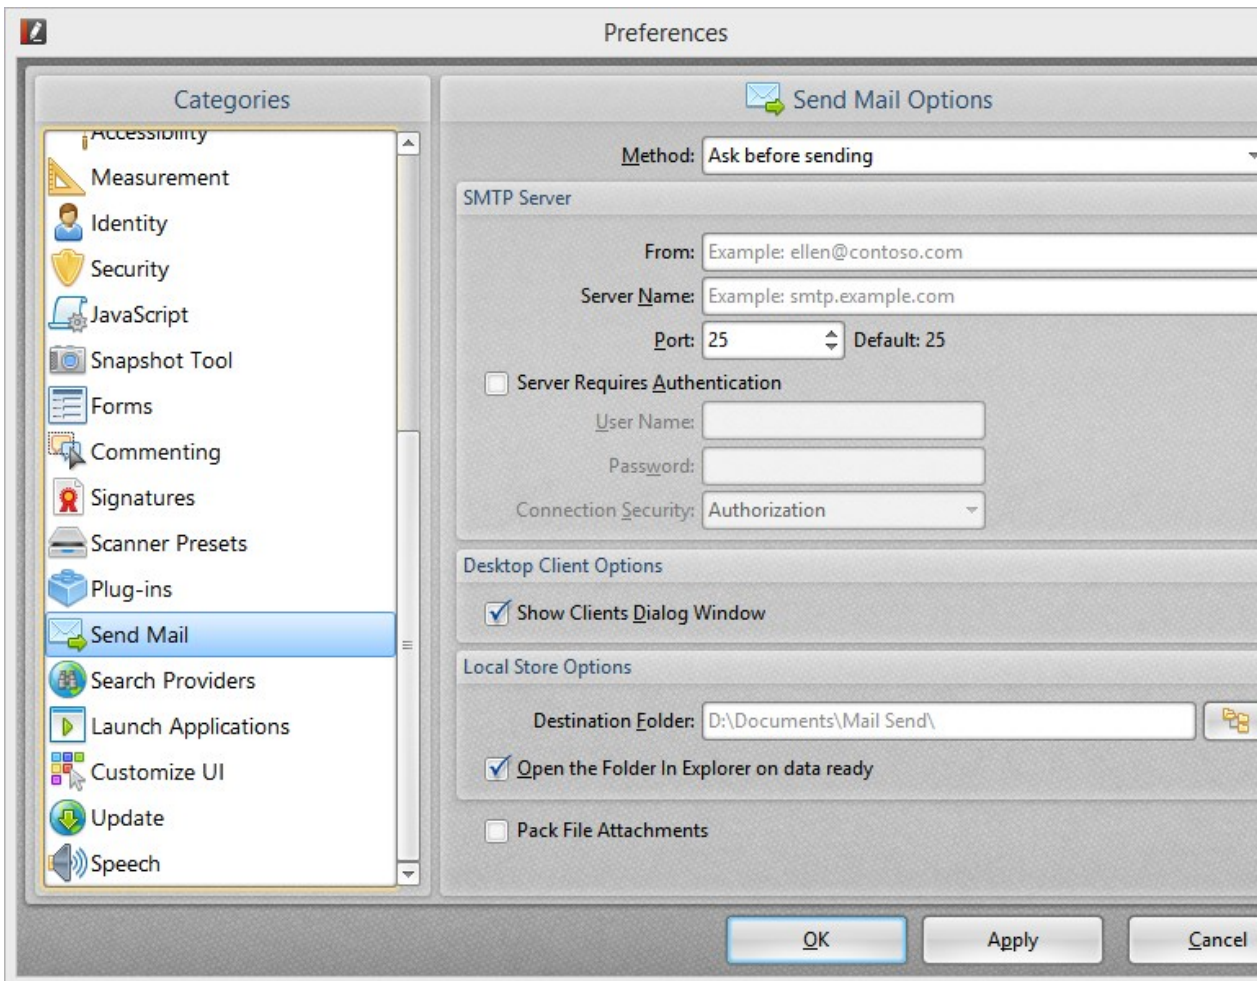 Preferences
Categories
Accessibility
Measurement
Identity
Security
JavaScript
Snapshot Tool
Forms
Commenting
Signatures
Scanner Presets
Plug-ins
Send Mail
Search Providers
Launch Applications
Customize UI
Update
Speech
Send Mail Options
Method: Ask before sending
SMTP Server
From: Example: ellen@contoso.com
Server Name: Example: smtp.example.com
Port: 25 Default: 25
Server Requires Authentication
User Name:
Password:
Connection Security: Authorization
Desktop Client Options
Show Clients Dialog Window
Local Store Options
Destination Folder: D:\Documents\Mail Send\
Open the Folder In Explorer on data ready
Pack File Attachments
OK Apply Cancel